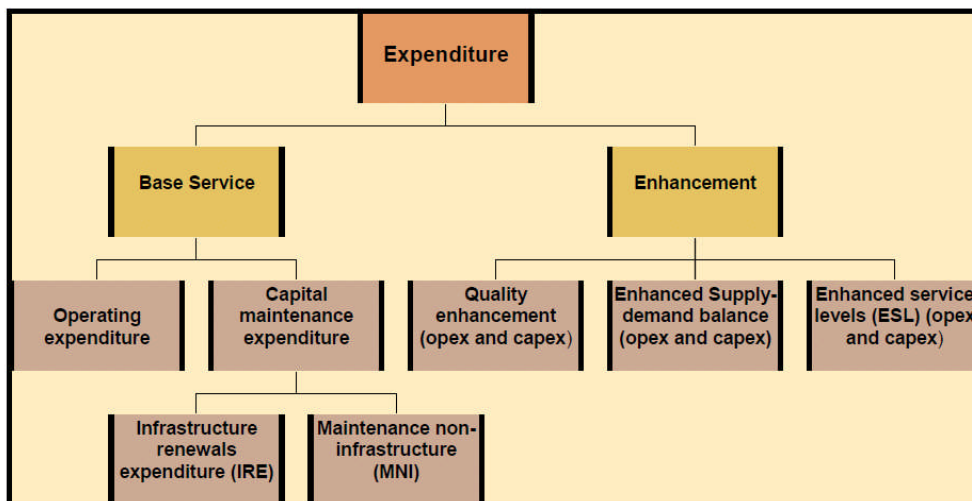 Expenditure
Base Service
Enhancement
Operating
expenditure
Capital
maintenance
expenditure
Quality
enhancement
(opex and capex)
Enhanced Supply-
demand balance
(opex and capex)
Enhanced service
levels (ESL) (opex
and capex)
Infrastructure
renewals
expenditure (IRE)
Maintenance non-
infrastructure
(MNI)